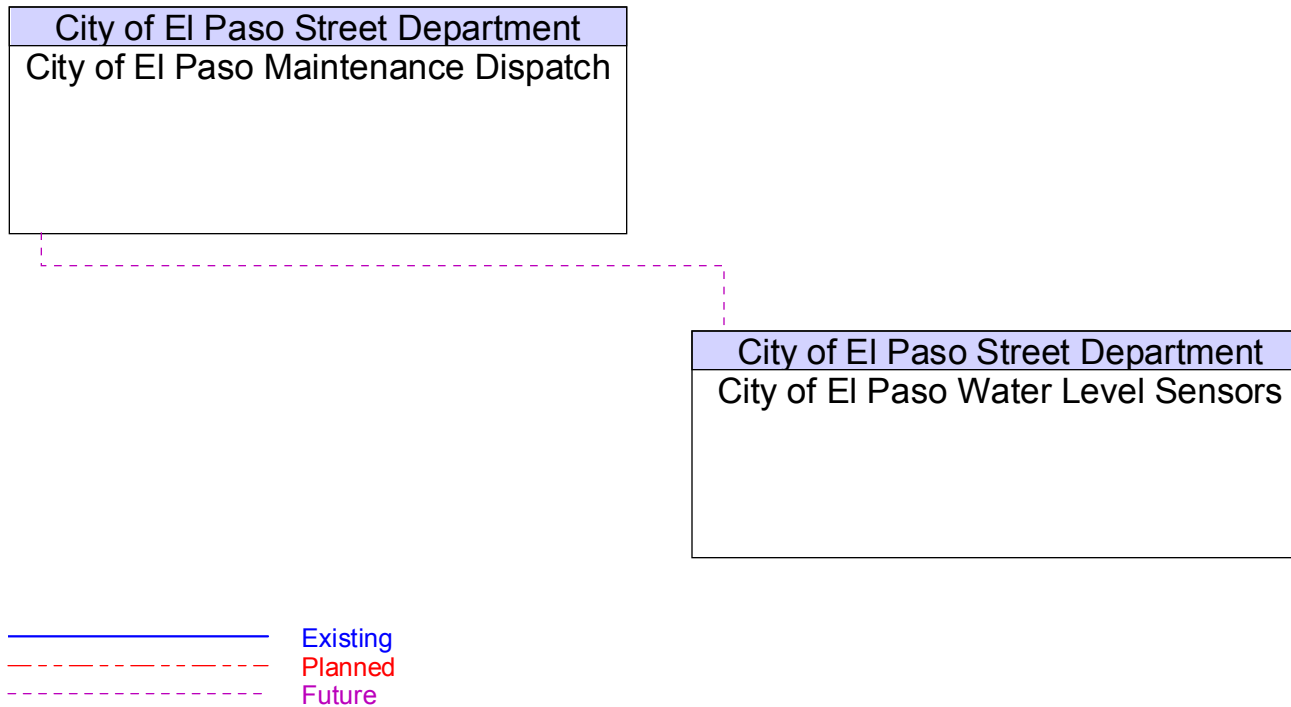 City of El Paso Street Department
City of El Paso Maintenance Dispatch
City of El Paso Street Department
City of El Paso Water Level Sensors
Existing
Planned
Future